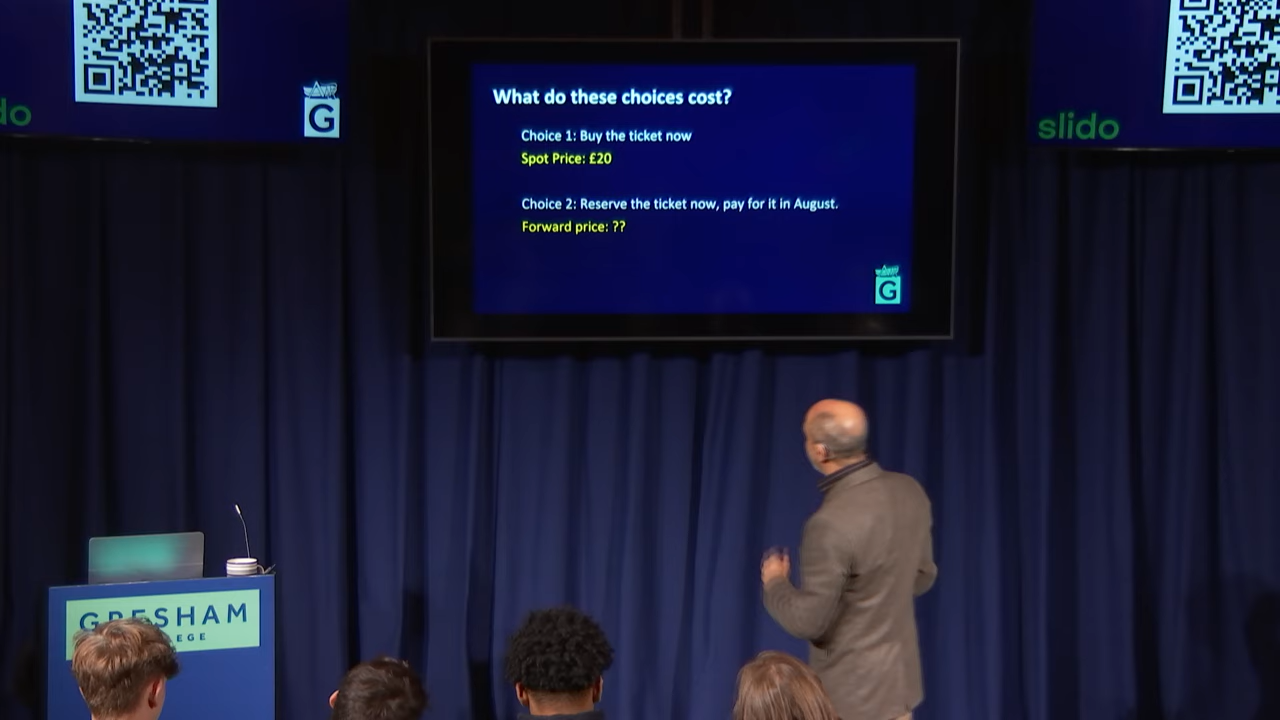 do
G
What do these choices cost?
Choice 1: Buy the ticket now
Spot Price: £20
Choice 2: Reserve the ticket now, pay for it in August.
Forward price: ??
G
slido
GRESHAM
EGE